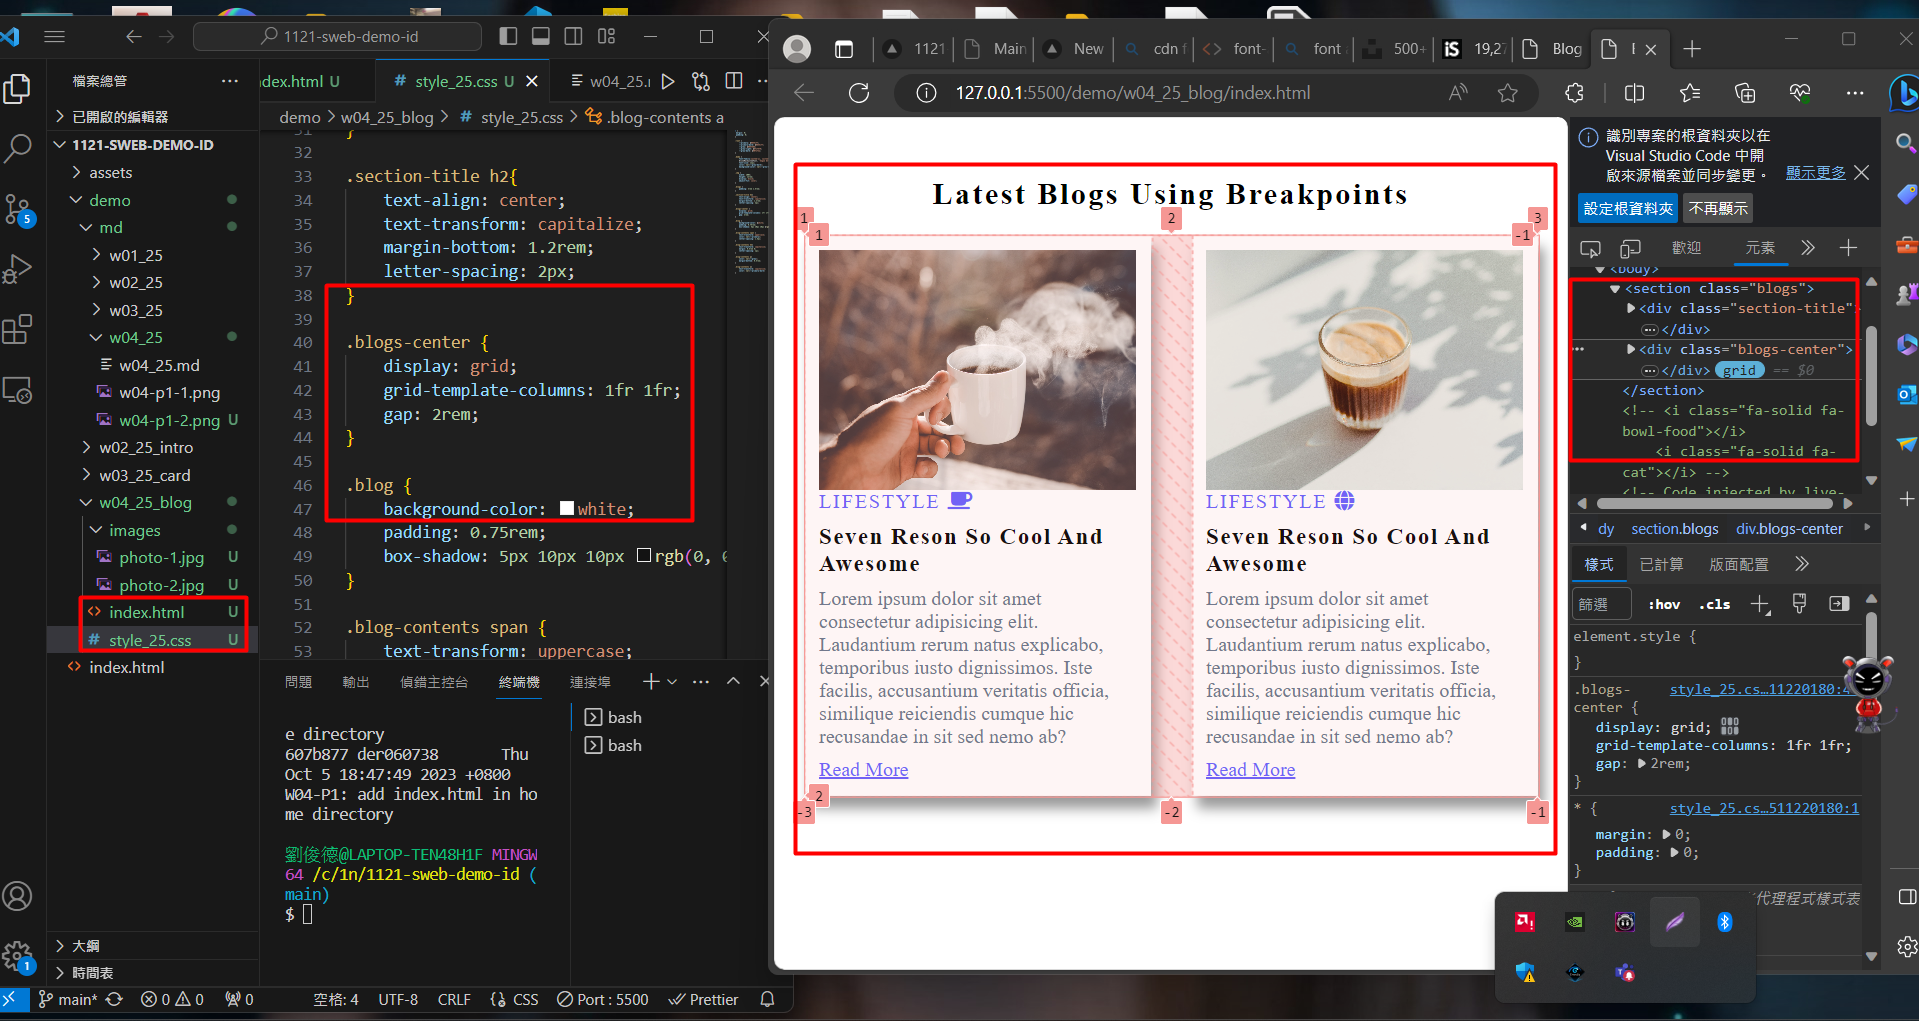 1121-sweb-demo-id
檔案總管
index.html U
# style_25.css U
w04_25.
已開啟的編輯器
demo > w04_25_blog > # style_25.css > .blog-contents a
1121-SWEB-DEMO-ID
assets
demo
md
w01_25
w02_25
w03_25
w04_25
w04_25.md
w04-p1-1.png
w04-p1-2.png U
w02_25_intro
w03_25_card
w04_25_blog
images
photo-1.jpg U
photo-2.jpg U
index.html U
# style_25.css U
index.html
大綱
時間表
31 }
32
33 .section-title h2{
34 text-align: center;
35 text-transform: capitalize;
36 margin-bottom: 1.2rem;
37 letter-spacing: 2px;
38 }
39
40 .blogs-center {
41 display: grid;
42 grid-template-columns: 1fr 1fr;
43 gap: 2rem;
44 }
45
46 .blog {
47 background-color: white;
48 padding: 0.75rem;
49 box-shadow: 5px 10px 10px rgb(0, 0
50 }
51
52 .blog-contents span {
53 text-transform: uppercase;
問題 輸出 偵錯主控台 終端機 連接埠
e directory
607b877 der060738 Thu
Oct 5 18:47:49 2023 +0800
W04-P1: add index.html in ho
me directory
劉俊德@LAPTOP-TEN48H1F MINGW
64 /c/1n/1121-sweb-demo-id (
main)
$
bash
bash
5
1
main* 0 0 0 空格: 4 UTF-8 CRLF CSS Port : 5500 Prettier
1121 Main New cdn f font- font 500+ iS 19,27 Blog
127.0.0.1:5500/demo/w04_25_blog/index.html
Latest Blogs Using Breakpoints
1 2 3
1 -1
LIFESTYLE
Seven Reson So Cool And
Awesome
Lorem ipsum dolor sit amet
consectetur adipisicing elit.
Laudantium rerum natus explicabo,
temporibus iusto dignissimos. Iste
facilis, accusantium veritatis officia,
similique reiciendis cumque hic
recusandae in sit sed nemo ab?
Read More
LIFESTYLE
Seven Reson So Cool And
Awesome
Lorem ipsum dolor sit amet
consectetur adipisicing elit.
Laudantium rerum natus explicabo,
temporibus iusto dignissimos. Iste
facilis, accusantium veritatis officia,
similique reiciendis cumque hic
recusandae in sit sed nemo ab?
Read More
2
-3 -2 -1
識別專案的根資料夾以在
Visual Studio Code 中開
啟來源檔案並同步變更。
顯示更多
設定根資料夾 不再顯示
歡迎 元素
<body>
<section class="blogs">
<div class="section-title"
</div>
<div class="blogs-center">
</div> grid == $0
</section>
<!-- <i class="fa-solid fa-
bowl-food"></i>
<i class="fa-solid fa-
cat"></i> -->
<!-- Code injected by live-
dy section.blogs div.blogs-center
樣式 已計算 版面配置
篩選 :hov .cls
element.style {
}
.blogs-
center {
style_25.cs…11220180:4
display: grid;
grid-template-columns: 1fr 1fr;
gap: 2rem;
}
* {
style_25.cs…511220180:1
margin: 0;
padding: 0;
}
代理程式樣式表